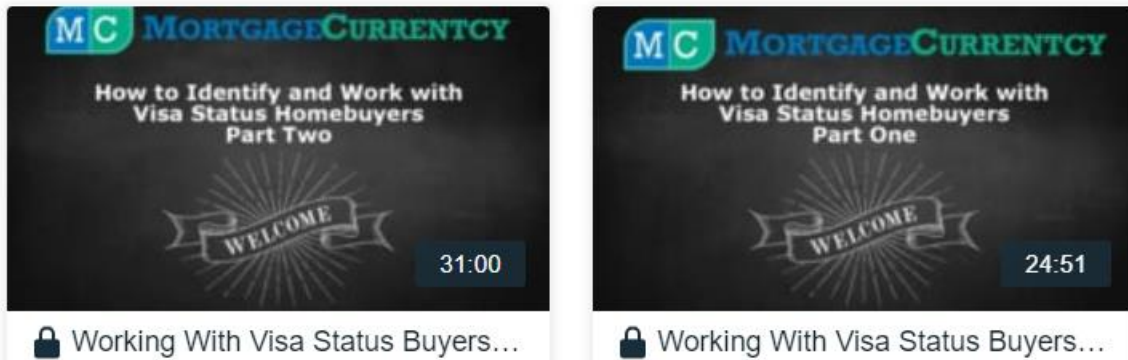 MC MORTGAGECURRENTCY
How to Identify and Work with
Visa Status Homebuyers
Part Two
WELCOME
31:00
Working With Visa Status Buyers...
MC MORTGAGECURRENTCY
How to Identify and Work with
Visa Status Homebuyers
Part One
WELCOME
24:51
Working With Visa Status Buyers...